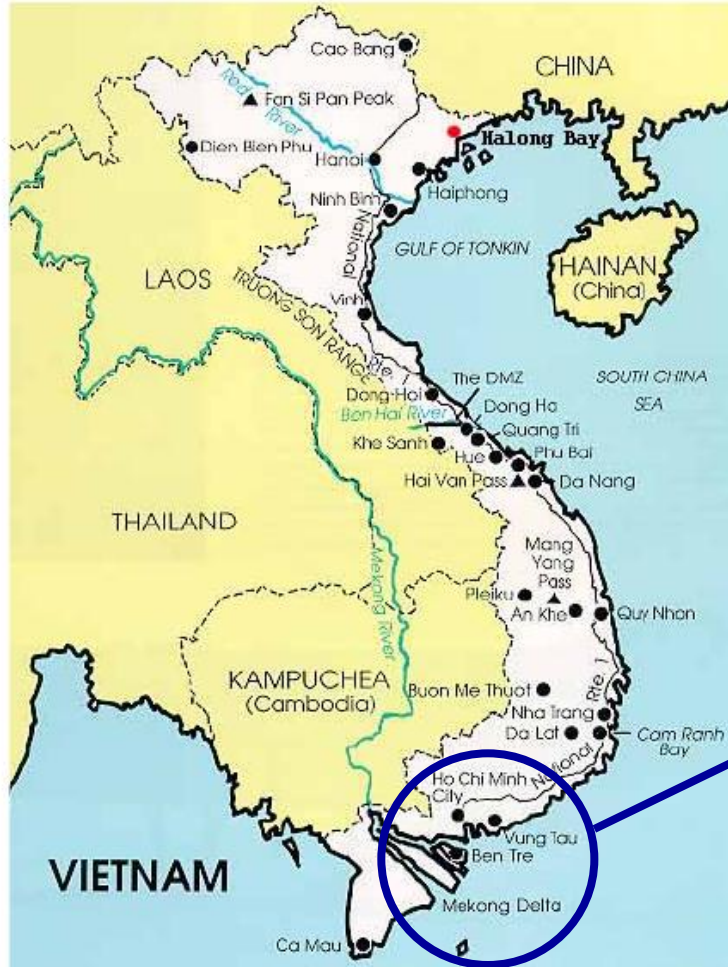 Cao Bang
CHINA
Red
River
Fan Si Pan Peak
Dien Bien Phu
Hanoi
Halong Bay
Haiphong
Ninh Binh
National
GULF OF TONKIN
HAINAN
(China)
LAOS
TRUONG SON RANGE
Vinh
Rte. 1
SOUTH CHINA
SEA
Dong Hoi
The DMZ
Ben Hai River
Dong Ha
Quang Tri
Khe Sanh
Hue
Phu Bai
Hai Van Pass
Da Nang
THAILAND
Mekong River
Mang
Yang
Pass
Pleiku
An Khe
Quy Nhon
KAMPUCHEA
(Cambodia)
Buon Me Thuot
Rte 1
Nha Trang
Da Lat
Cam Ranh
Bay
National
Ho Chi Minh
City
Vung Tau
Ben Tre
VIETNAM
Mekong Delta
Ca Mau